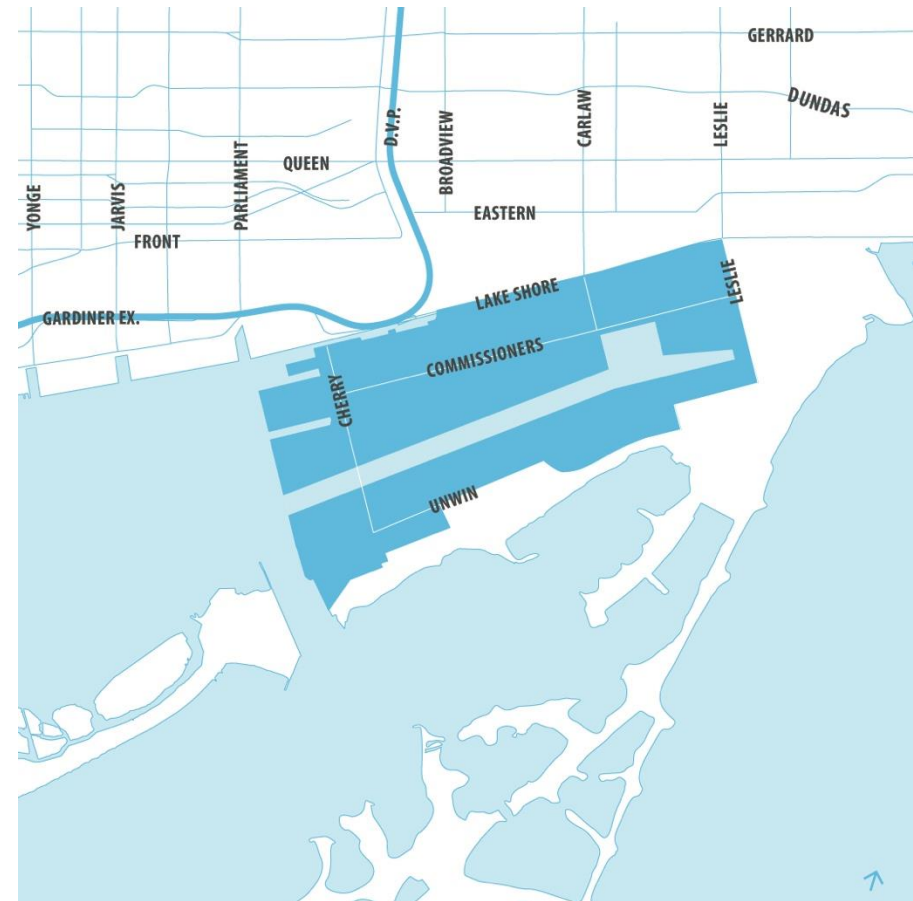 GERRARD
DUNDAS
D.V.P.
BROADVIEW
CARLAW
LESLIE
QUEEN
PARLIAMENT
YONGE
JARVIS
EASTERN
FRONT
LESLIE
LAKE SHORE
GARDINER EX.
COMMISSIONERS
CHERRY
UNWIN